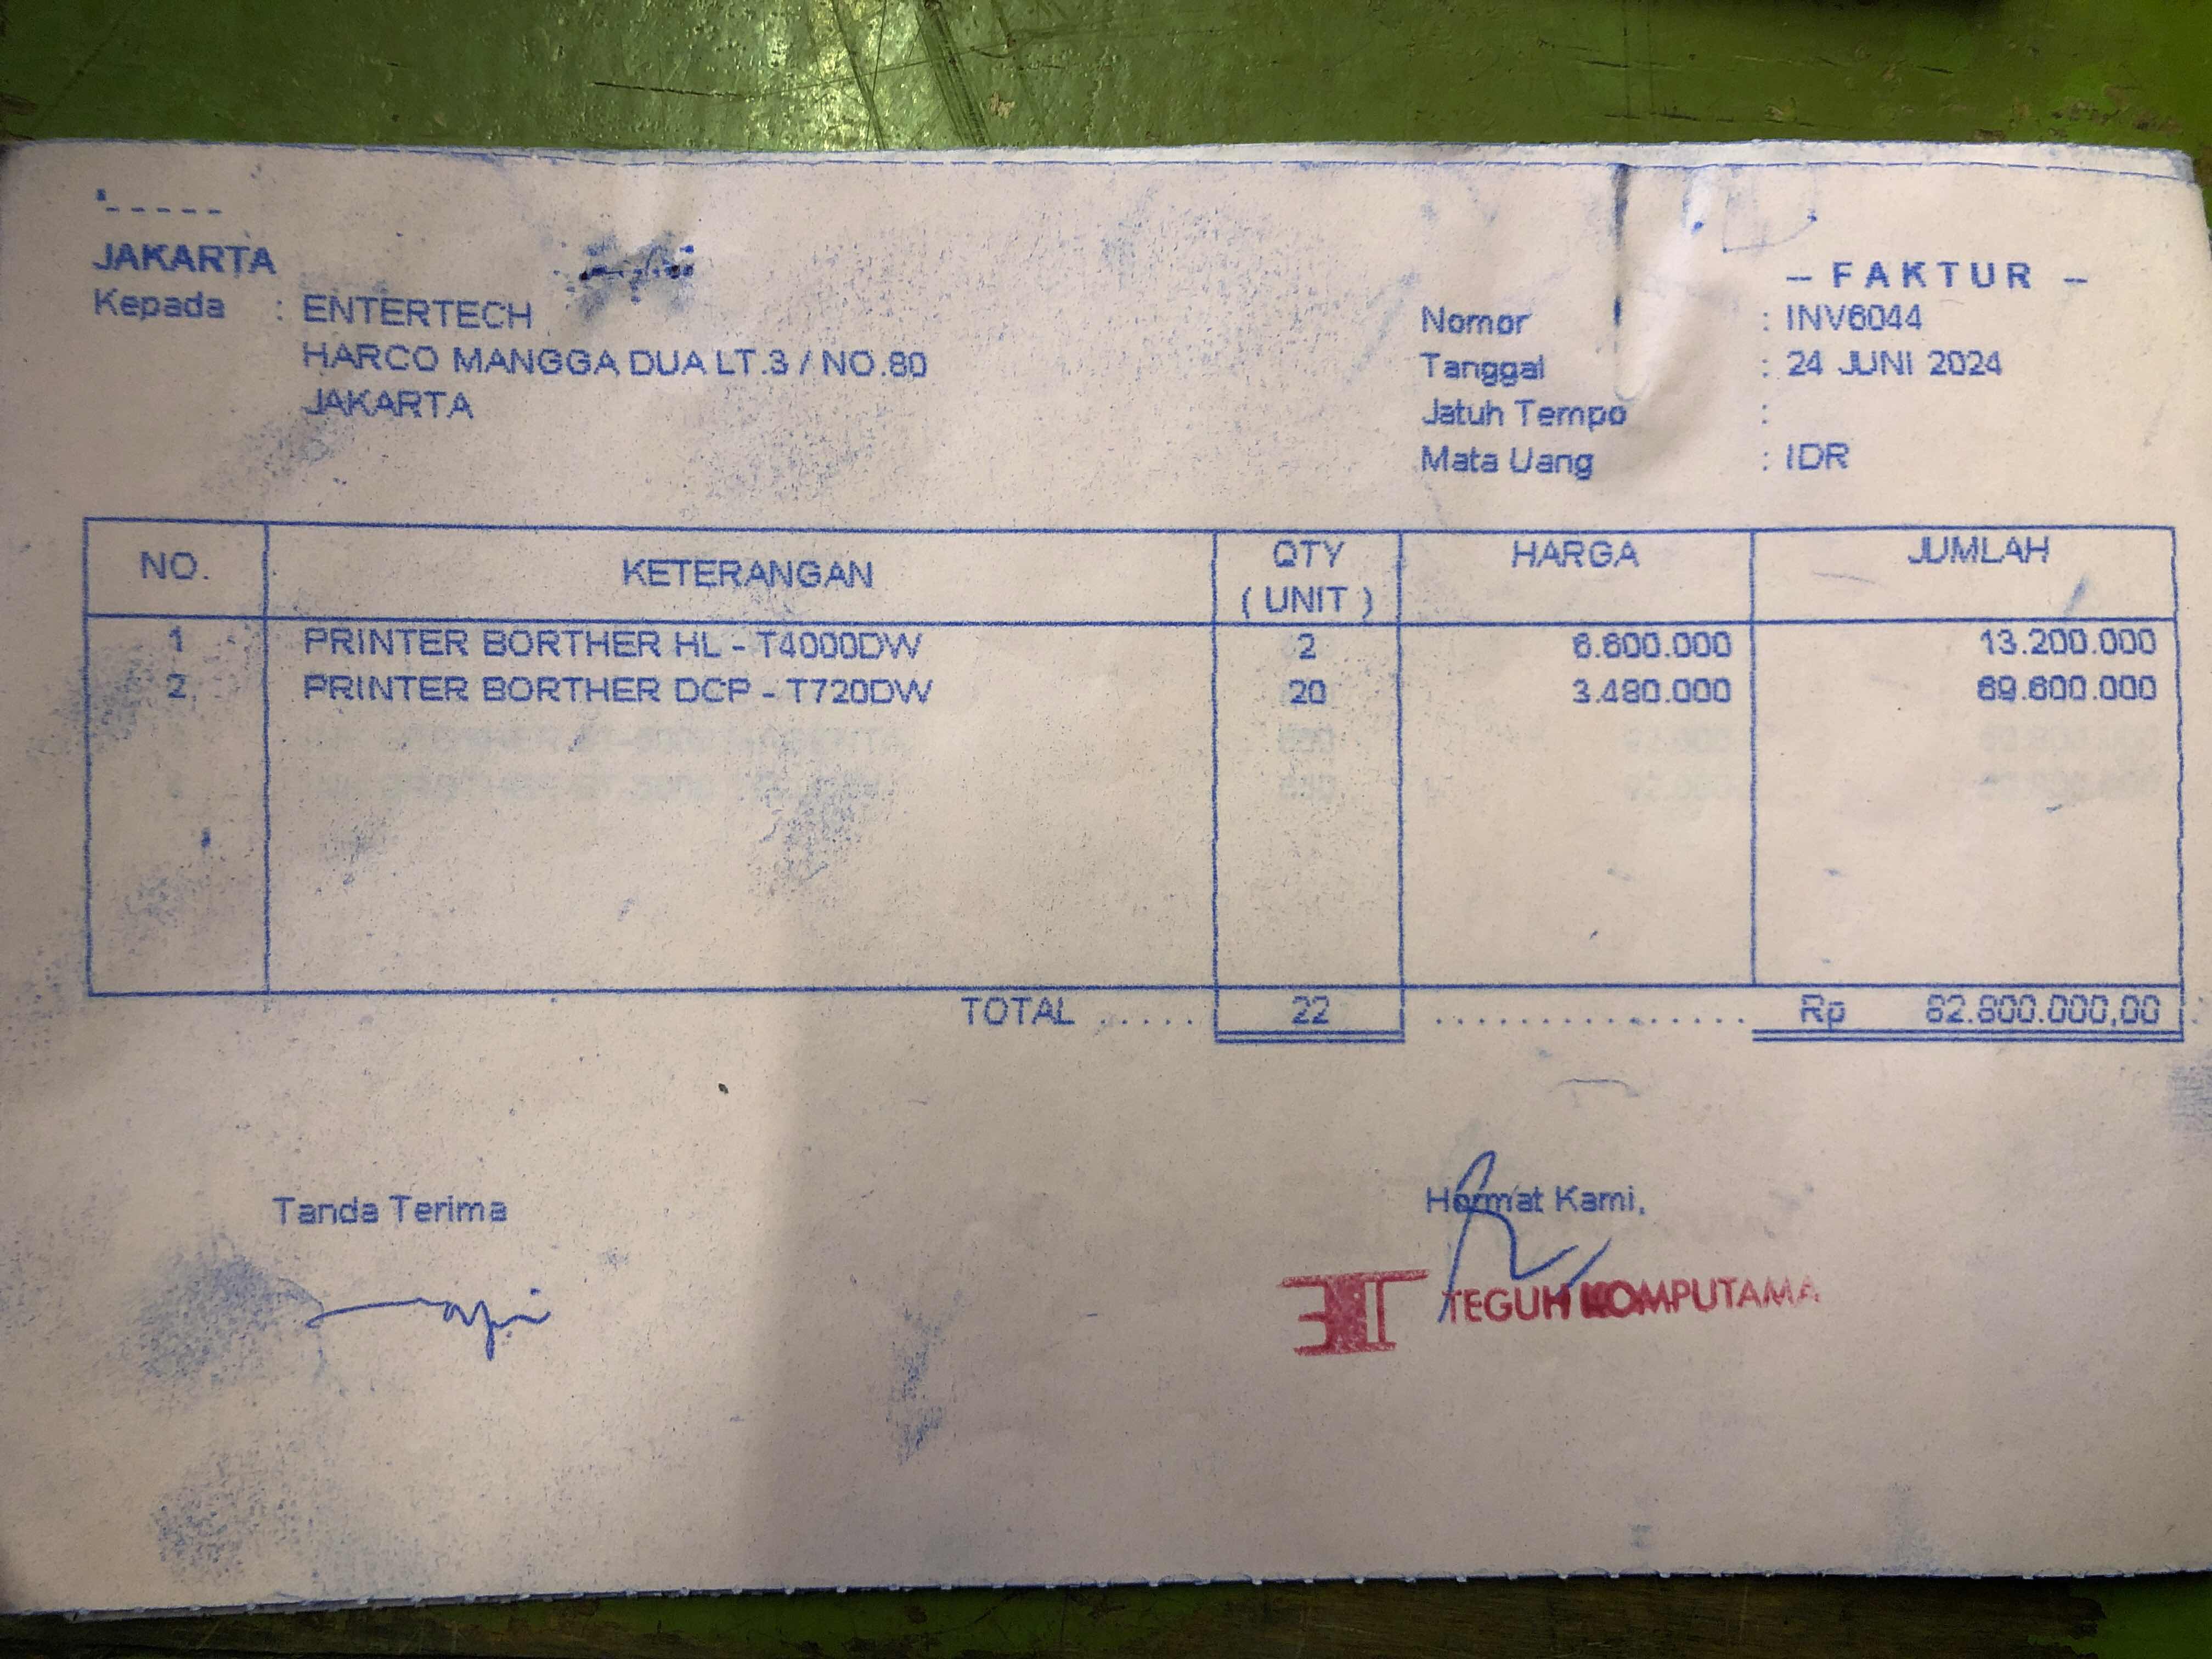 JAKARTA
Kepada : ENTERTECH
HARCO MANGGA DUA LT.3 / NO.80
JAKARTA
-- FAKTUR --
Nomor : INV6044
Tanggal : 24 JUNI 2024
Jatuh Tempo :
Mata Uang : IDR
NO. KETERANGAN QTY ( UNIT ) HARGA JUMLAH
1 PRINTER BORTHER HL - T4000DW 2 6.600.000 13.200.000
2 PRINTER BORTHER DCP - T720DW 20 3.480.000 69.600.000
TOTAL ..... 22 ............... Rp 82.800.000,00
Tanda Terima
Hormat Kami,
TEGUH KOMPUTAMA